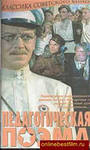 КЛАССИКА СОВЕТСКОГО КИНО
ПЕДАГОГИЧЕСКАЯ
ПОЭМА
onlinebestfilm.ru